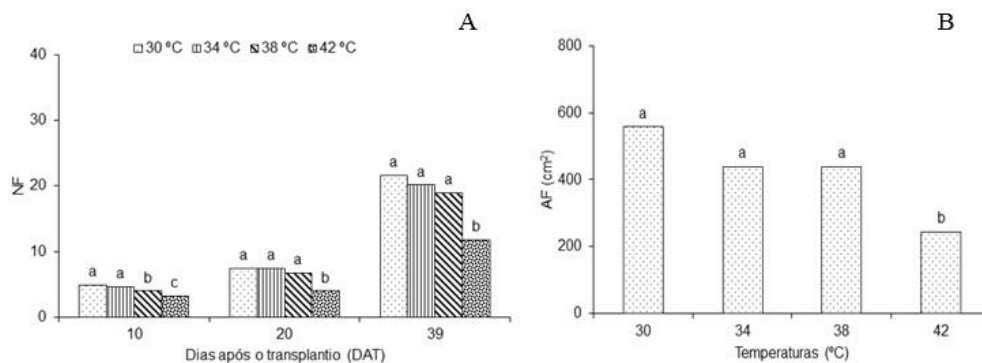 A
30 ºC 34 ºC 38 ºC 42 ºC
40
30
20
10
0
NF
a a b c
a a a b
a a a b
10 20 39
Dias após o transplantio (DAT)
B
800
600
400
200
0
AF (cm²)
a a a b
30 34 38 42
Temperaturas (ºC)